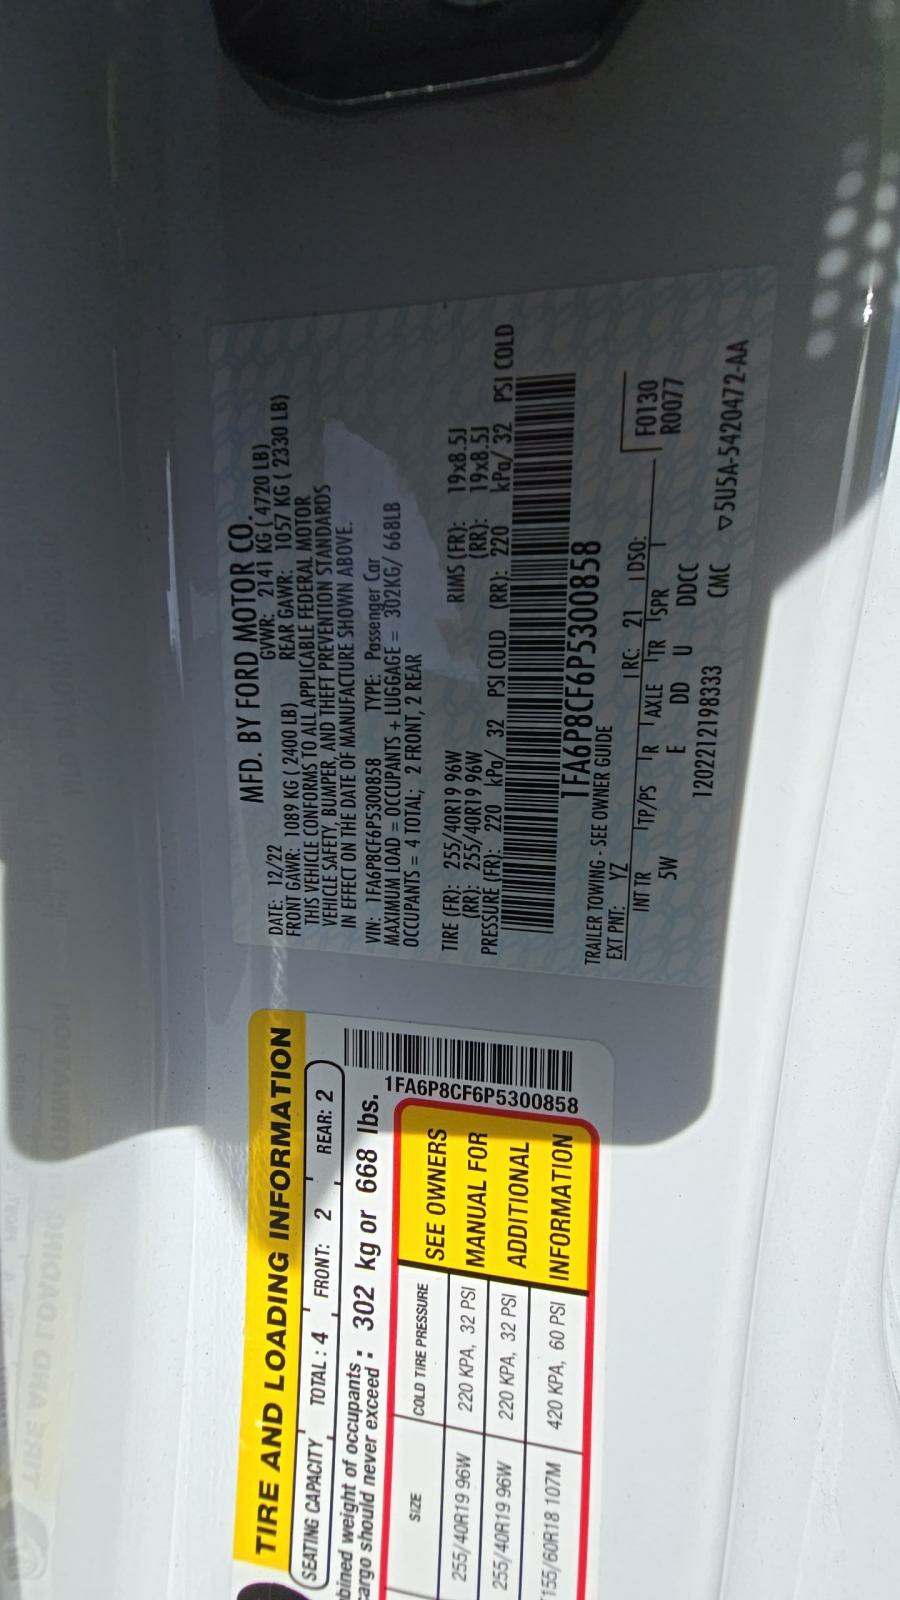 MFD. BY FORD MOTOR CO.
DATE: 12/22 GVWR: 2141 KG ( 4720 LB)
FRONT GAWR: 1089 KG ( 2400 LB) REAR GAWR: 1057 KG ( 2330 LB)
THIS VEHICLE CONFORMS TO ALL APPLICABLE FEDERAL MOTOR
VEHICLE SAFETY, BUMPER, AND THEFT PREVENTION STANDARDS
IN EFFECT ON THE DATE OF MANUFACTURE SHOWN ABOVE.
VIN: 1FA6P8CF6P5300858 TYPE: Passenger Car
MAXIMUM LOAD = OCCUPANTS + LUGGAGE = 302KG/ 668LB
OCCUPANTS = 4 TOTAL; 2 FRONT, 2 REAR
TIRE (FR): 255/40R19 96W RIMS (FR): 19x8.5J
(RR): 255/40R19 96W (RR): 19x8.5J
PRESSURE (FR): 220 kPa/ 32 PSI COLD (RR): 220 kPa/ 32 PSI COLD
1FA6P8CF6P5300858
TRAILER TOWING - SEE OWNER GUIDE
EXT PNT: YZ RC: 21 DSO: F0130
INT TR TP/PS R AXLE TR SPR R0077
5W E DD U DDCC
1202212198333 CMC ▽5U5A-5420472-AA
TIRE AND LOADING INFORMATION
SEATING CAPACITY TOTAL : 4 FRONT: 2 REAR: 2
bined weight of occupants
argo should never exceed : 302 kg or 668 lbs.
SIZE COLD TIRE PRESSURE
255/40R19 96W 220 KPA, 32 PSI
255/40R19 96W 220 KPA, 32 PSI
T155/60R18 107M 420 KPA, 60 PSI
SEE OWNERS
MANUAL FOR
ADDITIONAL
INFORMATION
1FA6P8CF6P5300858